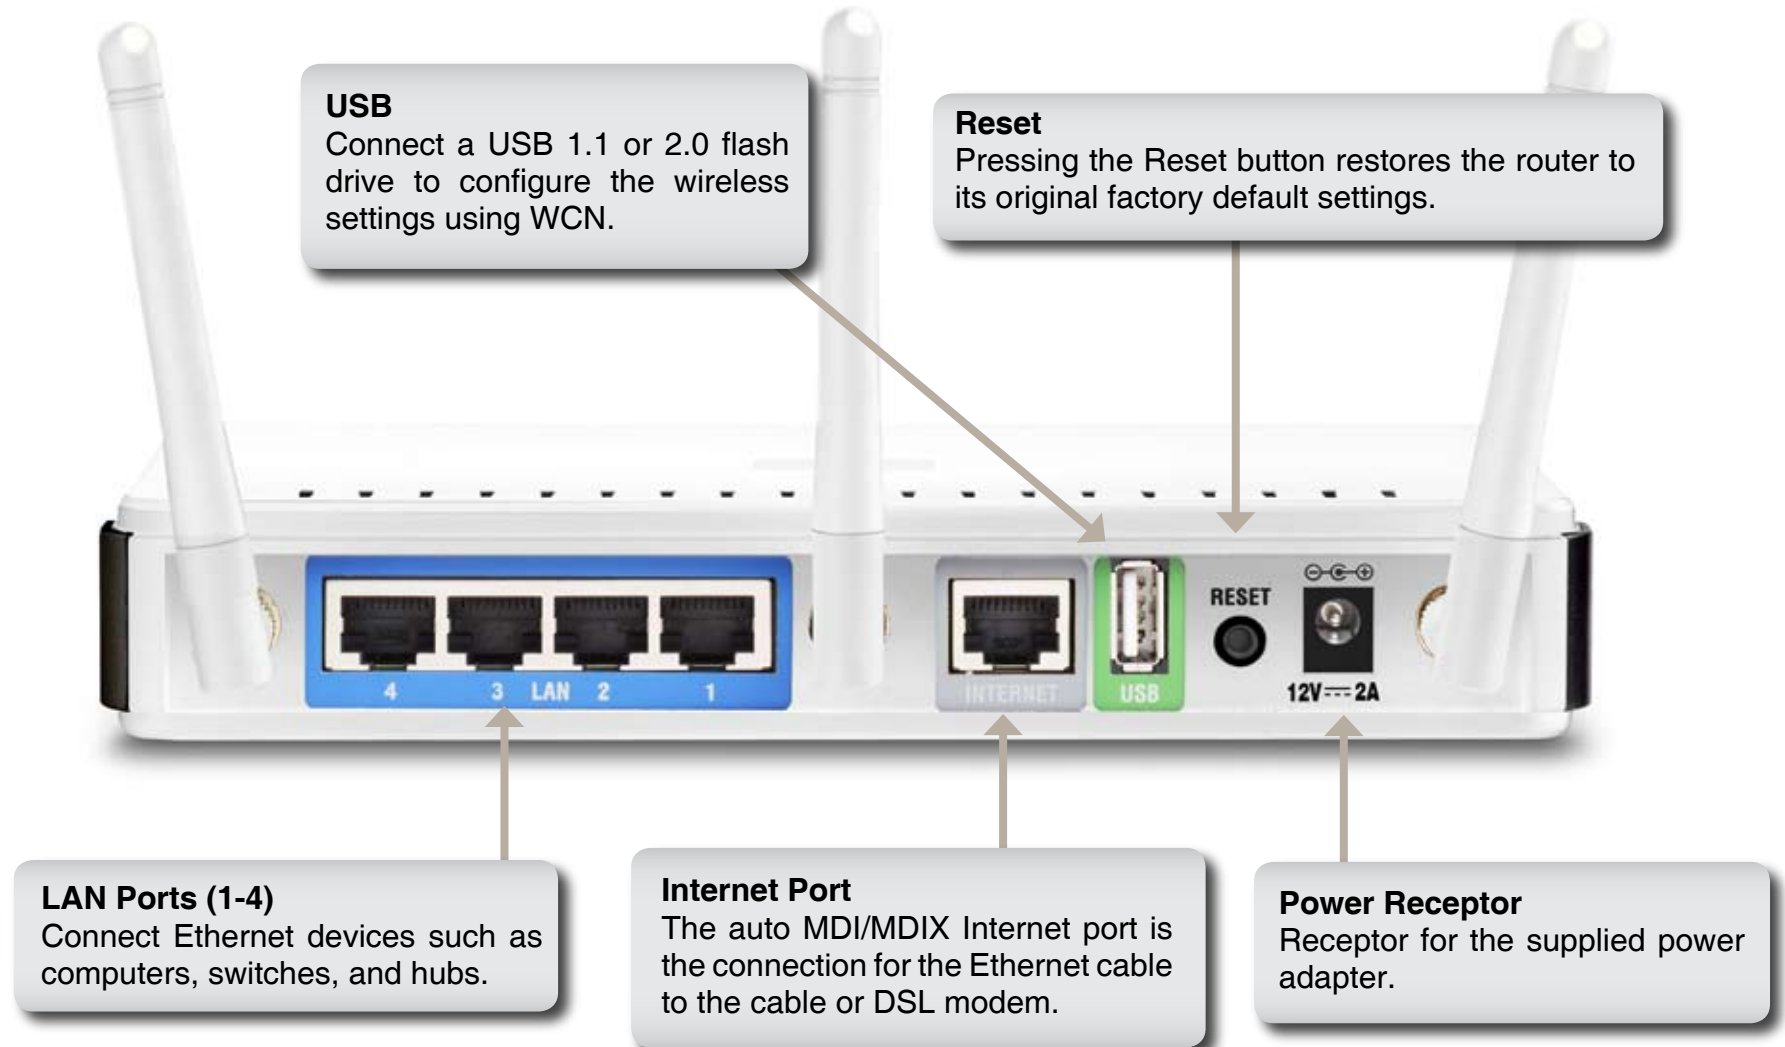 USB
Connect a USB 1.1 or 2.0 flash
drive to configure the wireless
settings using WCN.
Reset
Pressing the Reset button restores the router to
its original factory default settings.
RESET
4 3 LAN 2 1
INTERNET
USB
12V 2A
LAN Ports (1-4)
Connect Ethernet devices such as
computers, switches, and hubs.
Internet Port
The auto MDI/MDIX Internet port is
the connection for the Ethernet cable
to the cable or DSL modem.
Power Receptor
Receptor for the supplied power
adapter.